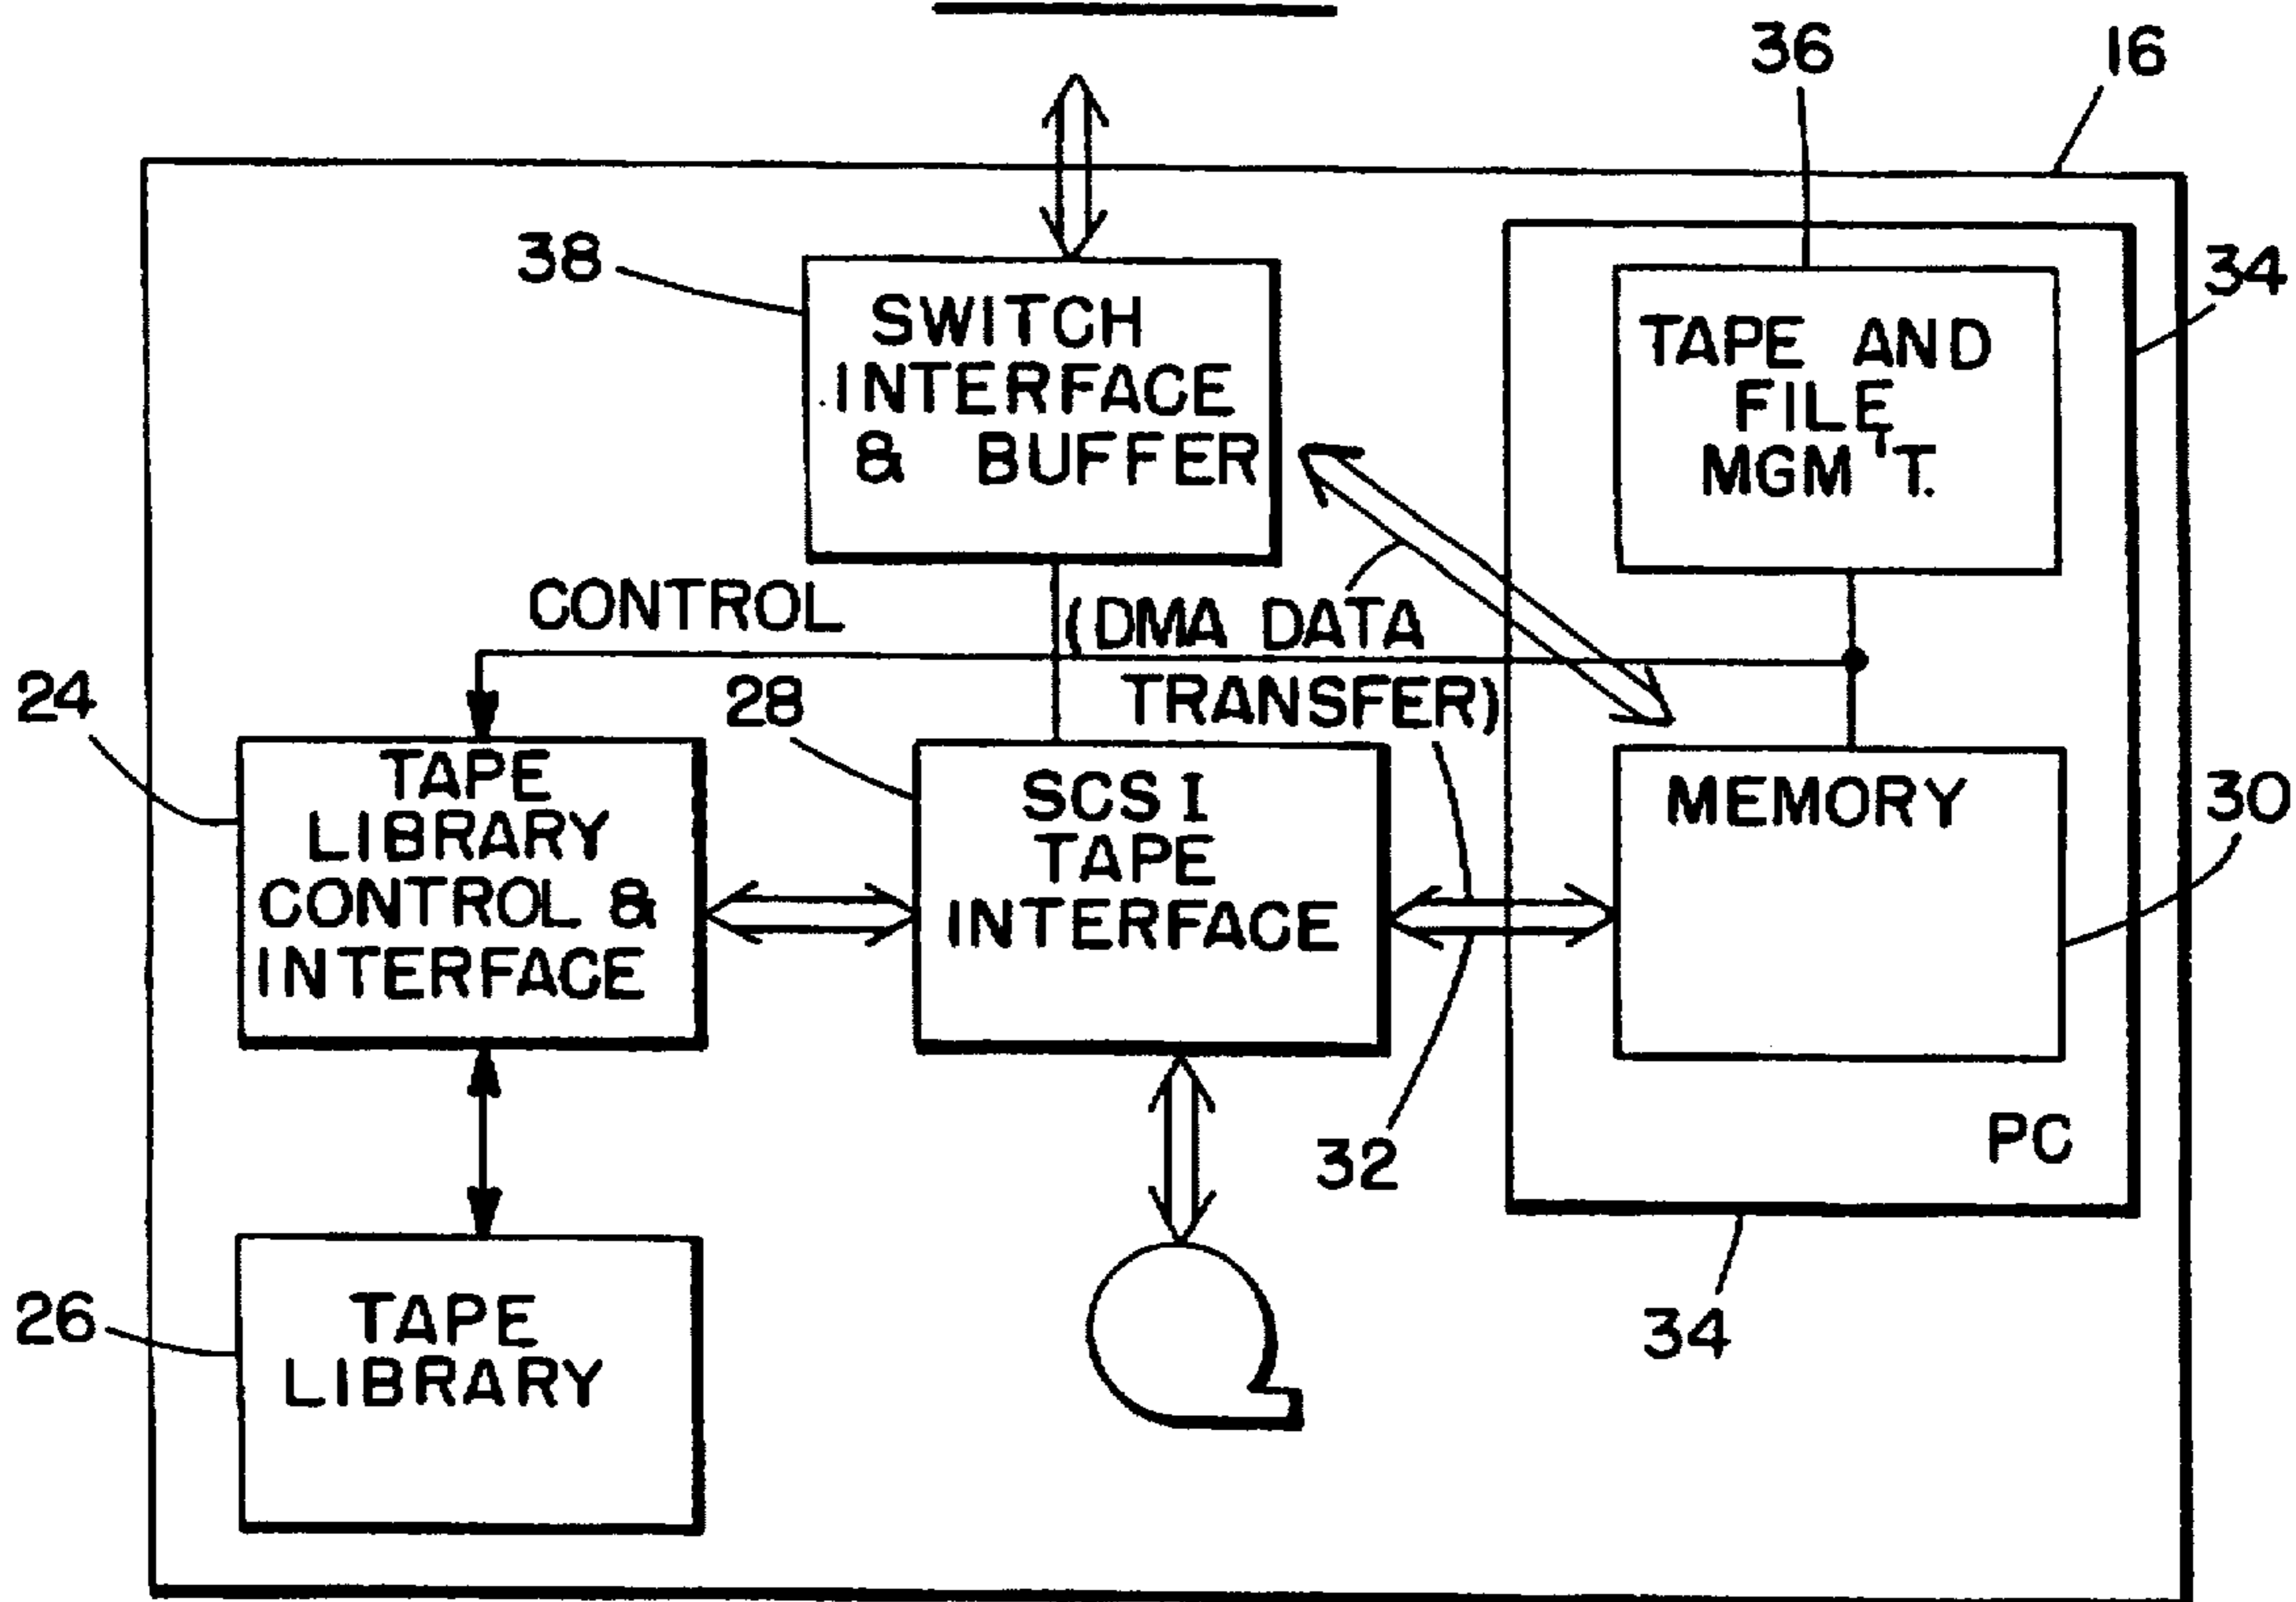 36
16
38
SWITCH
INTERFACE
& BUFFER
TAPE AND
FILE
MGM'T.
34
CONTROL
(DMA DATA
TRANSFER)
24
28
TAPE
LIBRARY
CONTROL &
INTERFACE
SCSI
TAPE
INTERFACE
MEMORY
30
PC
32
26
TAPE
LIBRARY
34